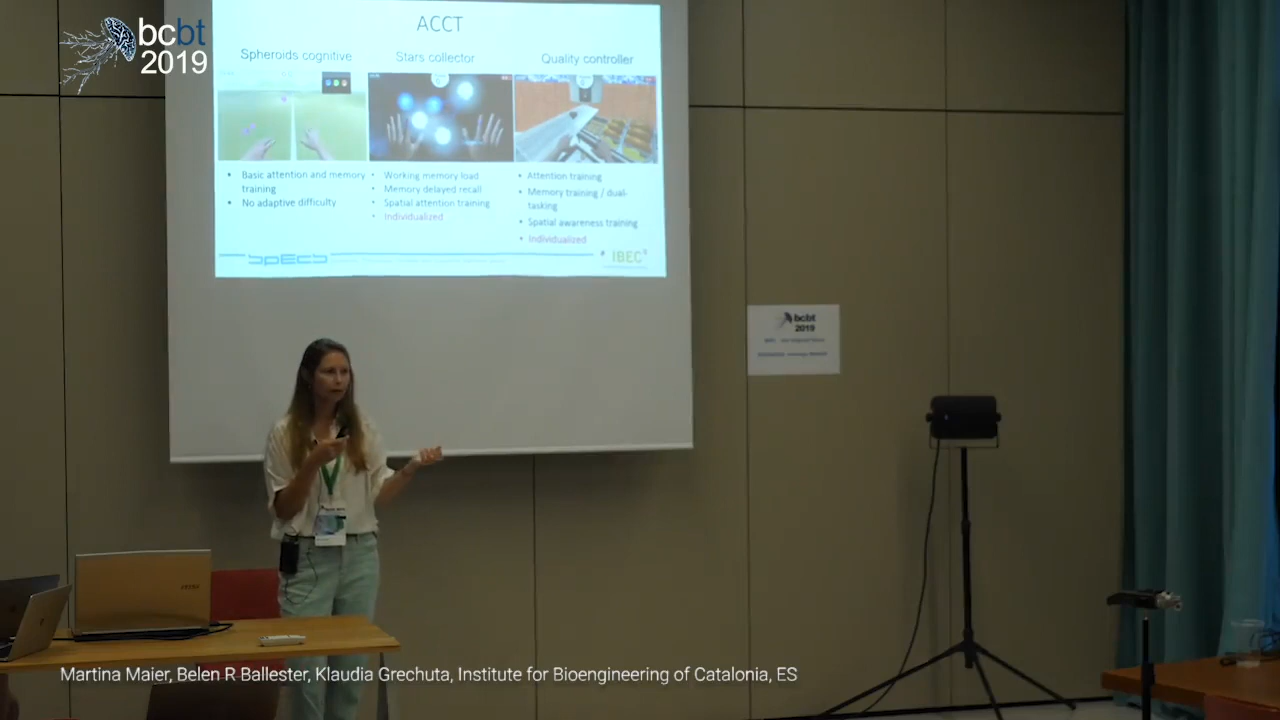 bcbt
2019
ACCT
Spheroids cognitive
Stars collector
Quality controller
• Basic attention and memory
training
• No adaptive difficulty
• Working memory load
• Memory delayed recall
• Spatial attention training
• Individualized
• Attention training
• Memory training / dual-
tasking
• Spatial awareness training
• Individualized
specs
IBEC
bcbt
2019
Martina Maier, Belen R Ballester, Klaudia Grechuta, Institute for Bioengineering of Catalonia, ES